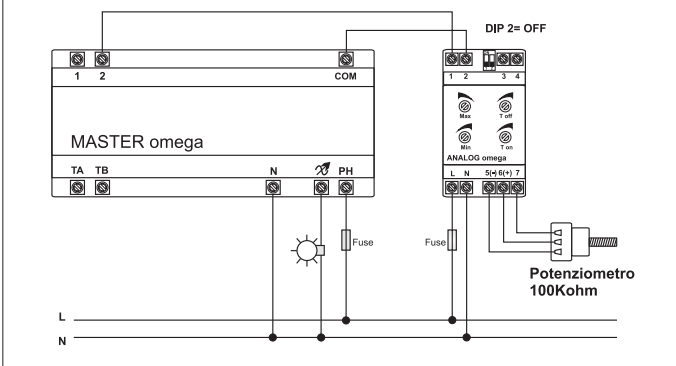 DIP 2= OFF
1 2 COM
1 2 3 4
Max T off
Min T on
MASTER omega
ANALOG omega
TA TB N PH
L N 5(-) 6(+) 7
Fuse
Fuse
Potenziometro
100Kohm
L
N